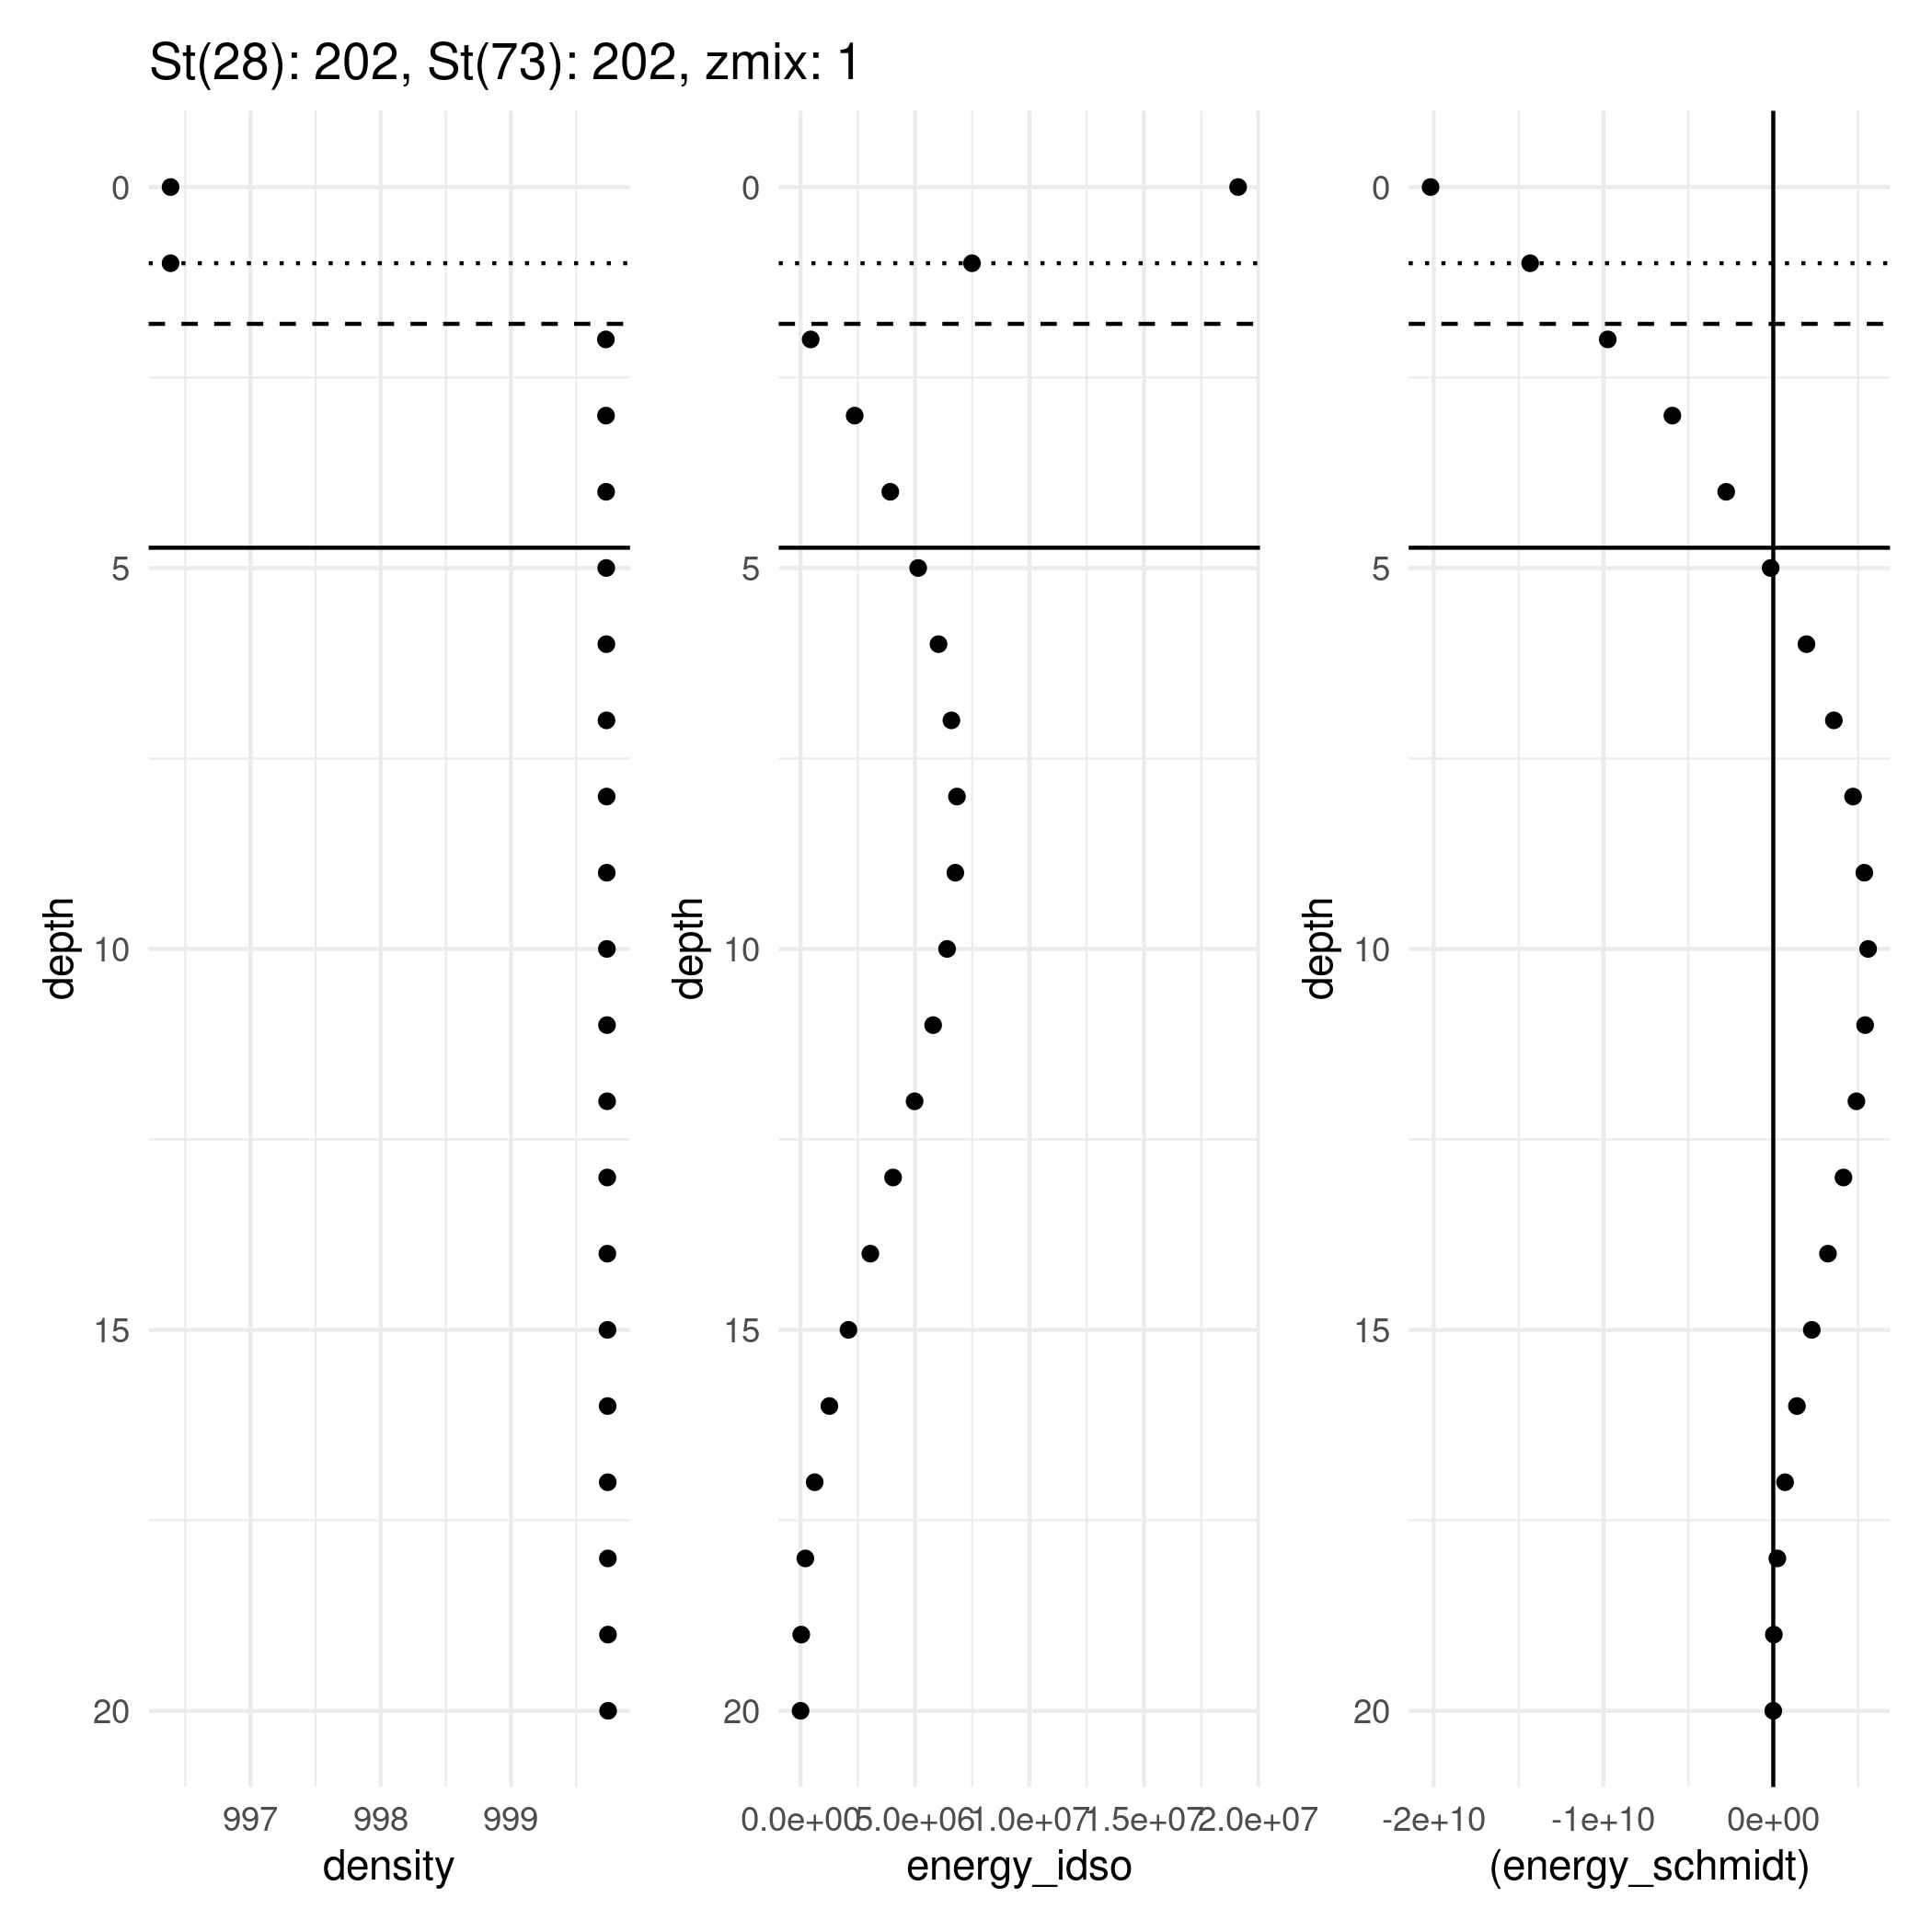 St(28): 202, St(73): 202, zmix: 1
0
5
10
15
20
depth
997 998 999
density
0
5
10
15
20
depth
0.0e+00 5.0e+06 1.0e+07 1.5e+07 2.0e+07
energy_idso
0
5
10
15
20
depth
-2e+10 -1e+10 0e+00
(energy_schmidt)